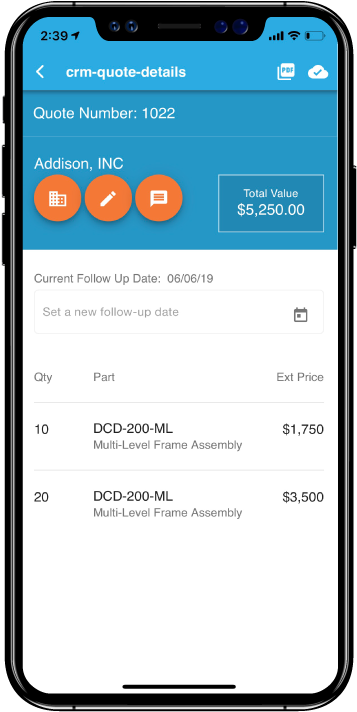 2:39
crm-quote-details
PDF
Quote Number: 1022
Addison, INC
Total Value
$5,250.00
Current Follow Up Date: 06/06/19
Set a new follow-up date
Qty Part Ext Price
10 DCD-200-ML $1,750
Multi-Level Frame Assembly
20 DCD-200-ML $3,500
Multi-Level Frame Assembly